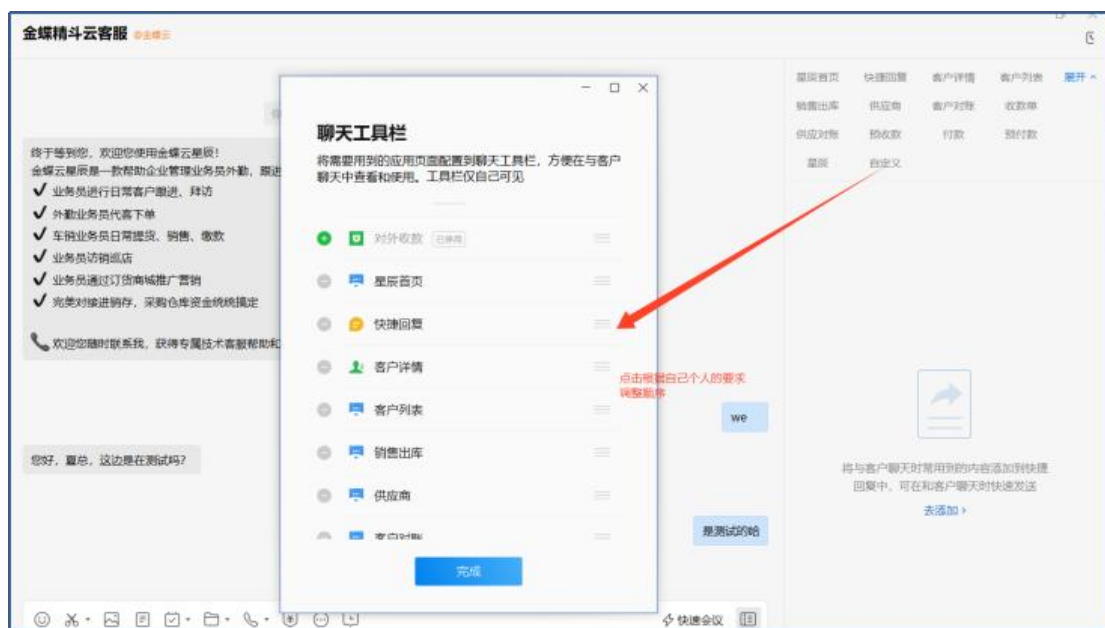 金蝶精斗云客服 @金蝶云
星辰首页 快捷回复 客户详情 客户列表 展开
销售出库 供应商 客户对账 收款单
供应对账 预收款 付款 预付款
星辰 自定义
终于等到您，欢迎您使用金蝶云星辰！
金蝶云星辰是一款帮助企业管理业务员外勤，跟进
✔ 业务员进行日常客户跟进、拜访
✔ 外勤业务员代客下单
✔ 车销业务员日常提货、销售、缴款
✔ 业务员访销巡店
✔ 业务员通过订货商城推广营销
✔ 完美对接进销存，采购仓库资金统统搞定
欢迎您随时联系我，获得专属技术客服帮助和
您好，夏总，这边是在测试吗？
聊天工具栏
将需要用到的应用页面配置到聊天工具栏，方便在与客户
聊天中查看和使用。工具栏仅自己可见
对外收款 已停用
星辰首页
快捷回复
客户详情
客户列表
销售出库
供应商
客户对账
完成
点击根据自己个人的要求
调整顺序
we
是测试的哈
将与客户聊天时常用到的内容添加到快捷
回复中，可在和客户聊天时快速发送
去添加 ›
快速会议